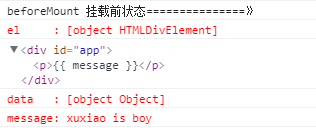 beforeMount 挂载前状态===============》
el     : [object HTMLDivElement]
▼<div id="app">
<p>{{ message }}</p>
</div>
data   : [object Object]
message: xuxiao is boy